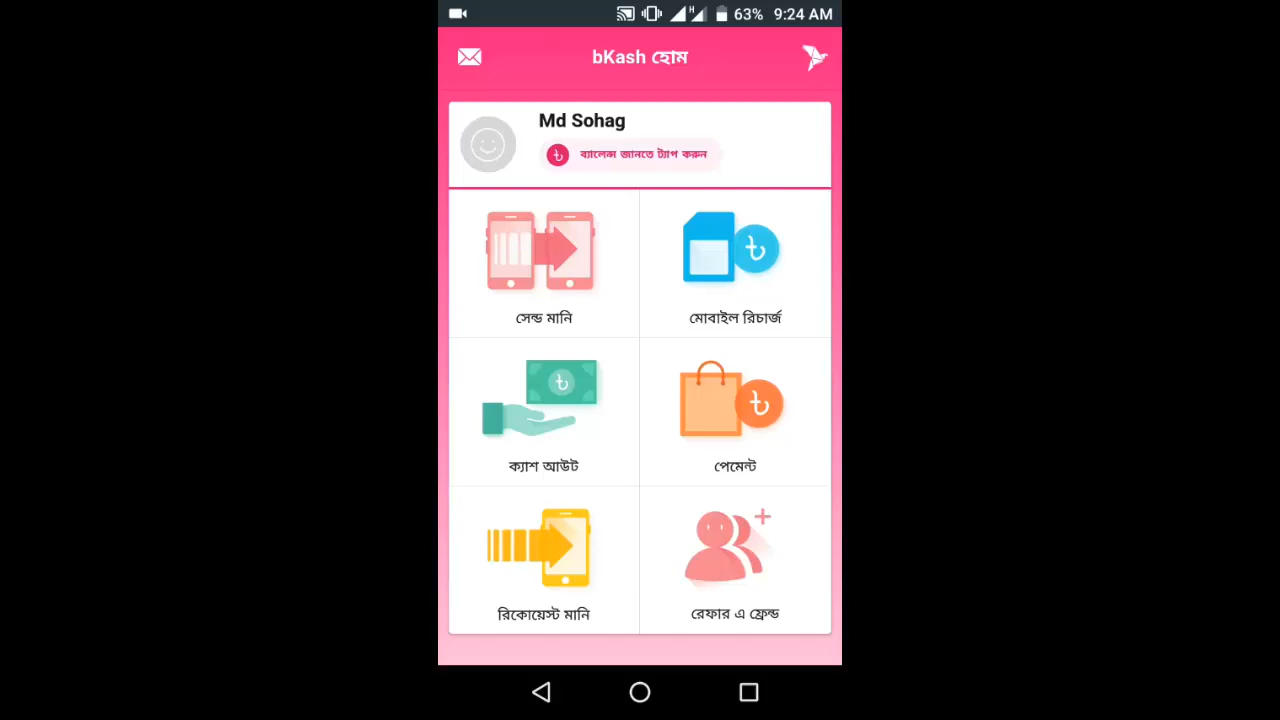 H 63% 9:24 AM
bKash হোম
Md Sohag
৳ ব্যালেন্স জানতে ট্যাপ করুন
৳
সেন্ড মানি মোবাইল রিচার্জ
৳ ৳
ক্যাশ আউট পেমেন্ট
রিকোয়েস্ট মানি রেফার এ ফ্রেন্ড